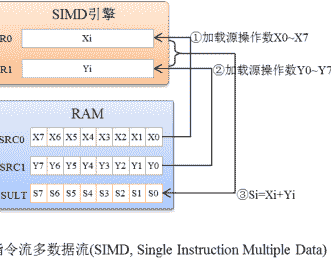 SIMD引擎
R0 Xi
①加载源操作数X0~X7
R1 Yi
②加载源操作数Y0~Y7
RAM
SRC0 X7 X6 X5 X4 X3 X2 X1 X0
SRC1 Y7 Y6 Y5 Y4 Y3 Y2 Y1 Y0
SULT S7 S6 S5 S4 S3 S2 S1 S0
③Si=Xi+Yi
指令流多数据流(SIMD, Single Instruction Multiple Data)